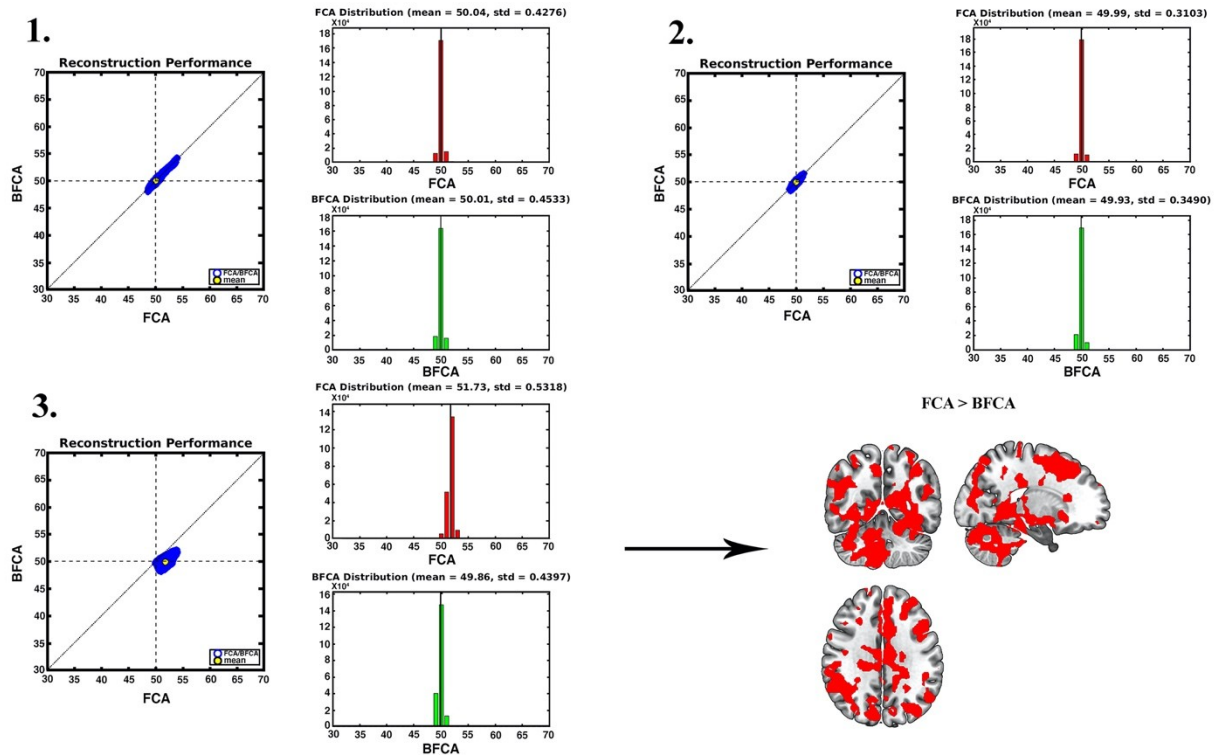 1.
Reconstruction Performance
70
65
60
55
50
45
40
35
30
BFCA
30 35 40 45 50 55 60 65 70
FCA
FCA/BFCA
mean
FCA Distribution (mean = 50.04, std = 0.4276)
X10⁴
18
16
14
12
10
8
6
4
2
0
30 35 40 45 50 55 60 65 70
FCA
BFCA Distribution (mean = 50.01, std = 0.4533)
X10⁴
18
16
14
12
10
8
6
4
2
0
30 35 40 45 50 55 60 65 70
BFCA
2.
Reconstruction Performance
70
65
60
55
50
45
40
35
30
BFCA
30 35 40 45 50 55 60 65 70
FCA
FCA/BFCA
mean
FCA Distribution (mean = 49.99, std = 0.3103)
X10⁴
18
16
14
12
10
8
6
4
2
0
30 35 40 45 50 55 60 65 70
FCA
BFCA Distribution (mean = 49.93, std = 0.3490)
X10⁴
18
16
14
12
10
8
6
4
2
0
30 35 40 45 50 55 60 65 70
BFCA
3.
Reconstruction Performance
70
65
60
55
50
45
40
35
30
BFCA
30 35 40 45 50 55 60 65 70
FCA
FCA/BFCA
mean
FCA Distribution (mean = 51.73, std = 0.5318)
X10⁴
14
12
10
8
6
4
2
0
30 35 40 45 50 55 60 65 70
FCA
BFCA Distribution (mean = 49.86, std = 0.4397)
X10⁴
16
14
12
10
8
6
4
2
0
30 35 40 45 50 55 60 65 70
BFCA
FCA > BFCA